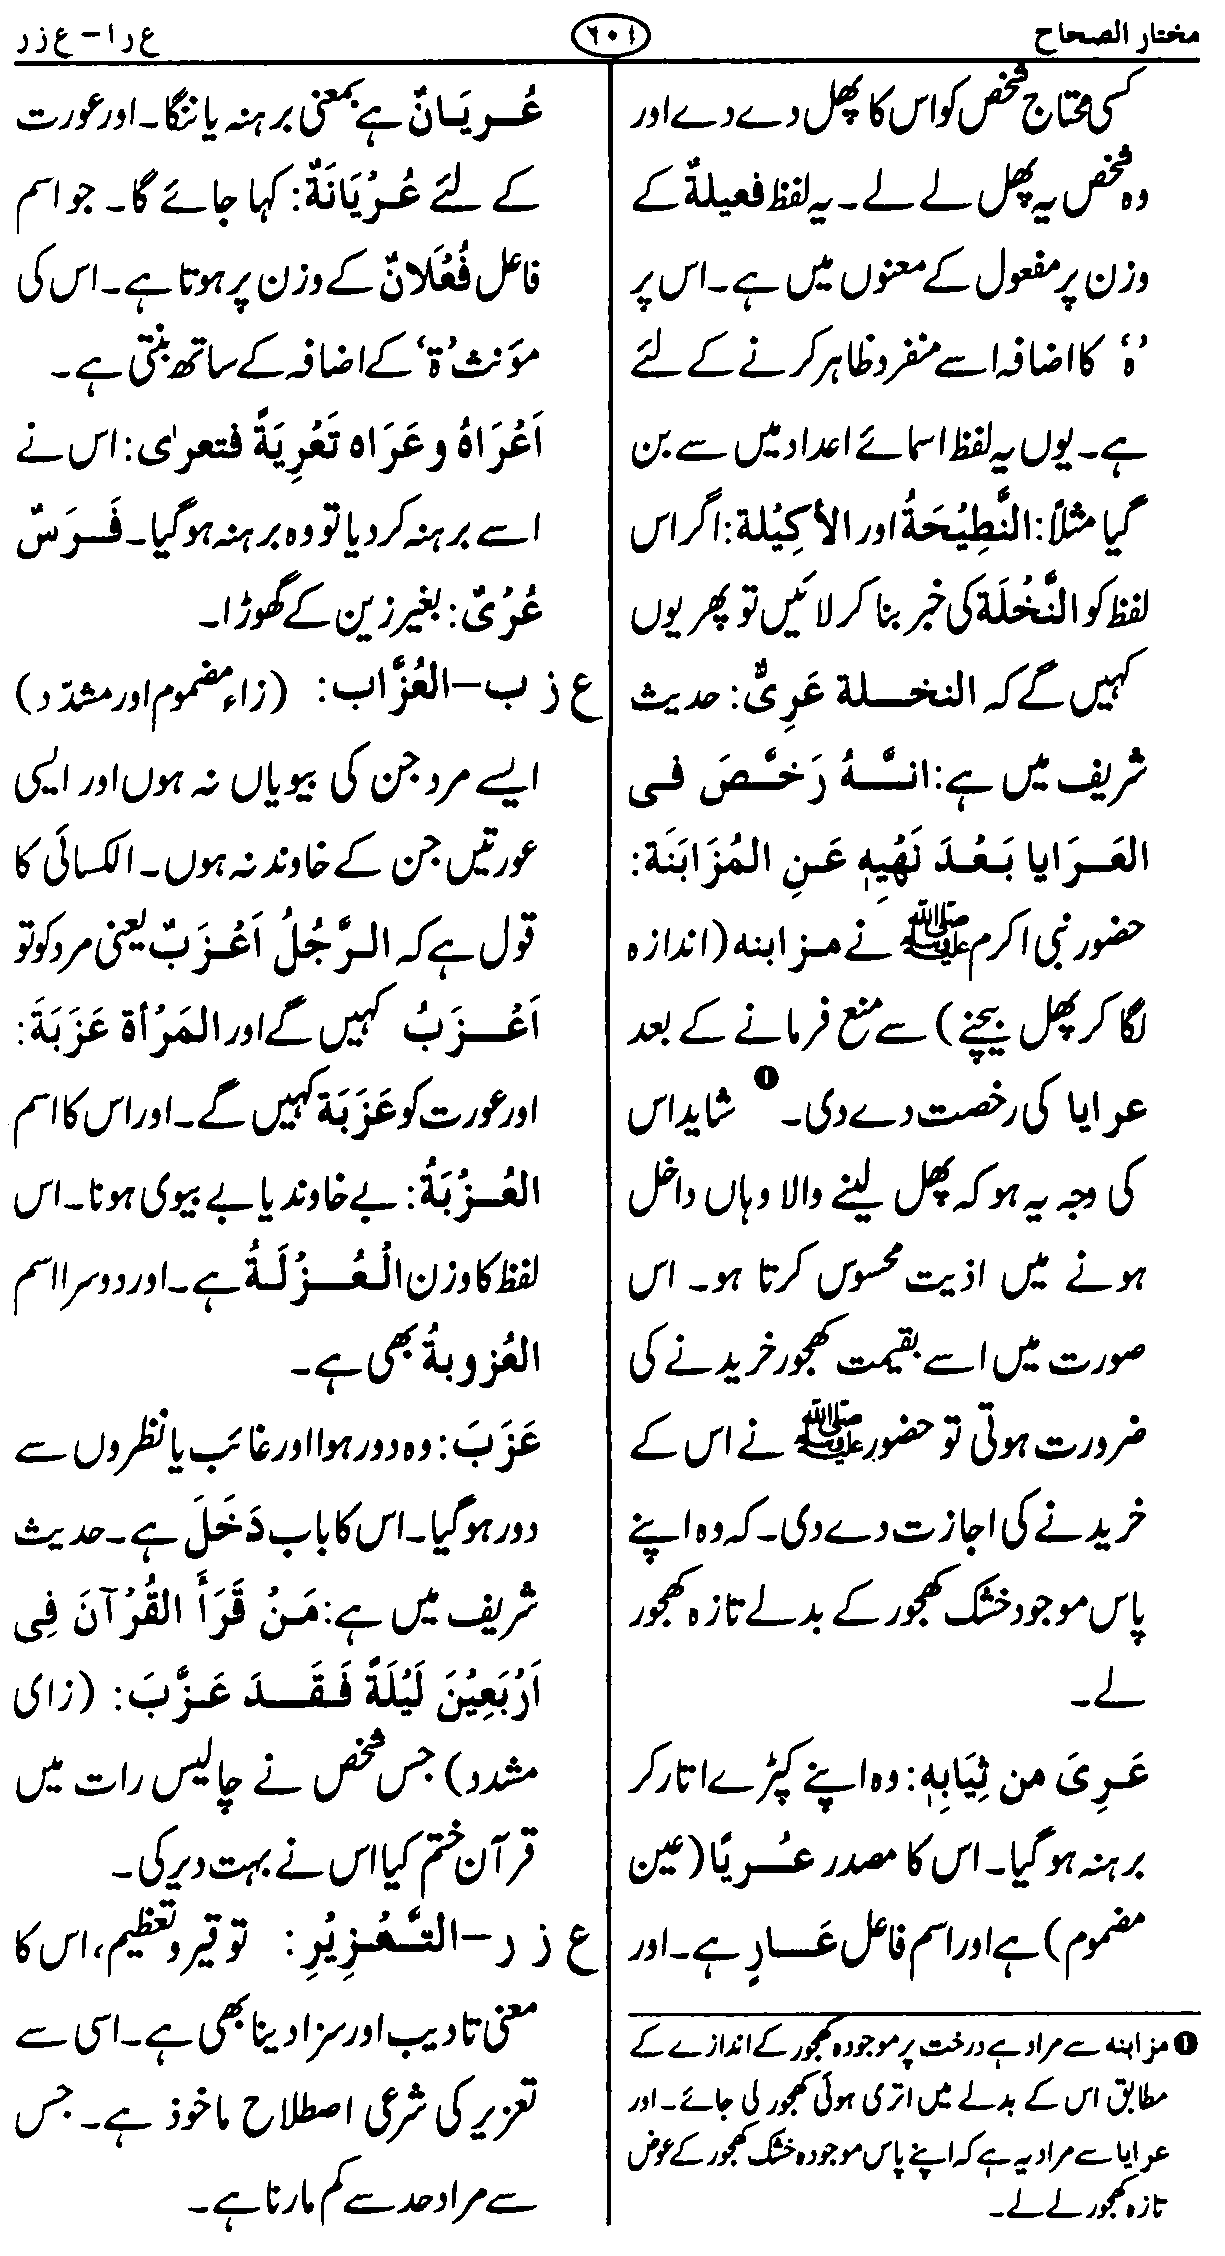 مختار الصحاح
٦٠١
ع ر ا – ع ز ر
کسی محتاج شخص کو اس کا پھل دے دے اور
وہ شخص یہ پھل لے لے۔ یہ لفظ فعیلۃٌ کے
وزن پر مفعول کے معنوں میں ہے۔ اس پر
’ہ‘ کا اضافہ اسے منفرد ظاہر کرنے کے لئے
ہے۔ یوں یہ لفظ اسمائے اعداد میں سے بن
گیا مثلاً: النَّطِيْحَةُ اور الأكِيْلة: اگر اس
لفظ کو النَّخْلَة کی خبر بنا کر لائیں تو پھر یوں
کہیں گے کہ النخلة عَرِىٌّ: حدیث
شریف میں ہے: انَّهُ رَخَّصَ فى
العَرَايا بَعْدَ نَهْيِهٖ عَنِ المُزَابَنَة:
حضور نبی اکرم ﷺ نے مزابنہ (اندازہ
لگا کر پھل بیچنے) سے منع فرمانے کے بعد
عرایا کی رخصت دے دی۔ ❶ شاید اس
کی وجہ یہ ہو کہ پھل لینے والا وہاں داخل
ہونے میں اذیت محسوس کرتا ہو۔ اس
صورت میں اسے بقیمت کھجور خریدنے کی
ضرورت ہوتی تو حضور ﷺ نے اس کے
خریدنے کی اجازت دے دی۔ کہ وہ اپنے
پاس موجود خشک کھجور کے بدلے تازہ کھجور
لے۔
عَرِىَ من ثِيَابِهٖ: وہ اپنے کپڑے اتار کر
برہنہ ہو گیا۔ اس کا مصدر عُريًا (عین
مضموم) ہے اور اسم فاعل عَارٍ ہے۔ اور
❶ مزابنہ سے مراد ہے درخت پر موجودہ کھجور کے اندازے کے
مطابق اس کے بدلے میں اتری ہوئی کھجور لی جائے۔ اور
عرایا سے مراد یہ ہے کہ اپنے پاس موجودہ خشک کھجور کے عوض
تازہ کھجور لے لے۔
عُريَانٌ ہے بمعنی برہنہ یا ننگا۔ اور عورت
کے لئے عُرْيَانَةٌ: کہا جائے گا۔ جو اسم
فاعل فُعْلَانٌ کے وزن پر ہوتا ہے۔ اس کی
مؤنث ’ة‘ کے اضافہ کے ساتھ بنتی ہے۔
اَعْرَاهُ و عَرَاه تَعْرِيَةً فتعرىٰ: اس نے
اسے برہنہ کر دیا تو وہ برہنہ ہو گیا۔ فَرَسٌ
عُرْىٌ: بغیر زین کے گھوڑا۔
ع ز ب – العُزَّاب: (زاء مضموم اور مشدّد)
ایسے مرد جن کی بیویاں نہ ہوں اور ایسی
عورتیں جن کے خاوند نہ ہوں۔ الکسائی کا
قول ہے کہ الرَّجُلُ اَعْزَبٌ یعنی مرد کو تو
اَعْزَبُ کہیں گے اور المَرْأة عَزَبَةَ:
اور عورت کو عَزَبَة کہیں گے۔ اور اس کا اسم
العُزْبَةُ: بے خاوند یا بے بیوی ہونا۔ اس
لفظ کا وزن الْعُزْلَةُ ہے۔ اور دوسرا اسم
العُزوبةُ بھی ہے۔
عَزَبَ: وہ دور ہوا اور غائب یا نظروں سے
دور ہو گیا۔ اس کا باب دَخَلَ ہے۔ حدیث
شریف میں ہے: مَنْ قَرَأَ القُرْآنَ فِى
اَرْبَعِيْنَ لَيْلَةً فَقَدَ عَزَّبَ: (زای
مشدد) جس شخص نے چالیس رات میں
قرآن ختم کیا اس نے بہت دیر کی۔
ع ز ر – التَّعْزِيْرِ: توقیر و تعظیم، اس کا
معنی تادیب اور سزا دینا بھی ہے۔ اسی سے
تعزیر کی شرعی اصطلاح ماخوذ ہے۔ جس
سے مراد حد سے کم مارنا ہے۔